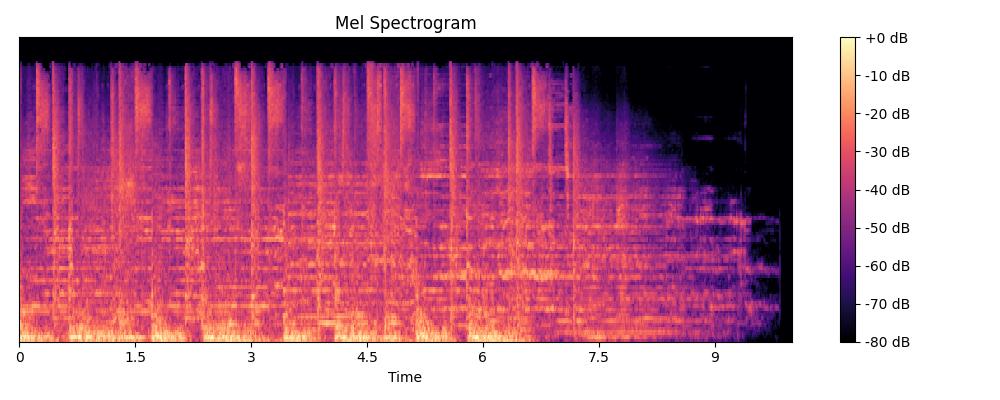 Mel Spectrogram
+0 dB
-10 dB
-20 dB
-30 dB
-40 dB
-50 dB
-60 dB
-70 dB
-80 dB
0 1.5 3 4.5 6 7.5 9
Time